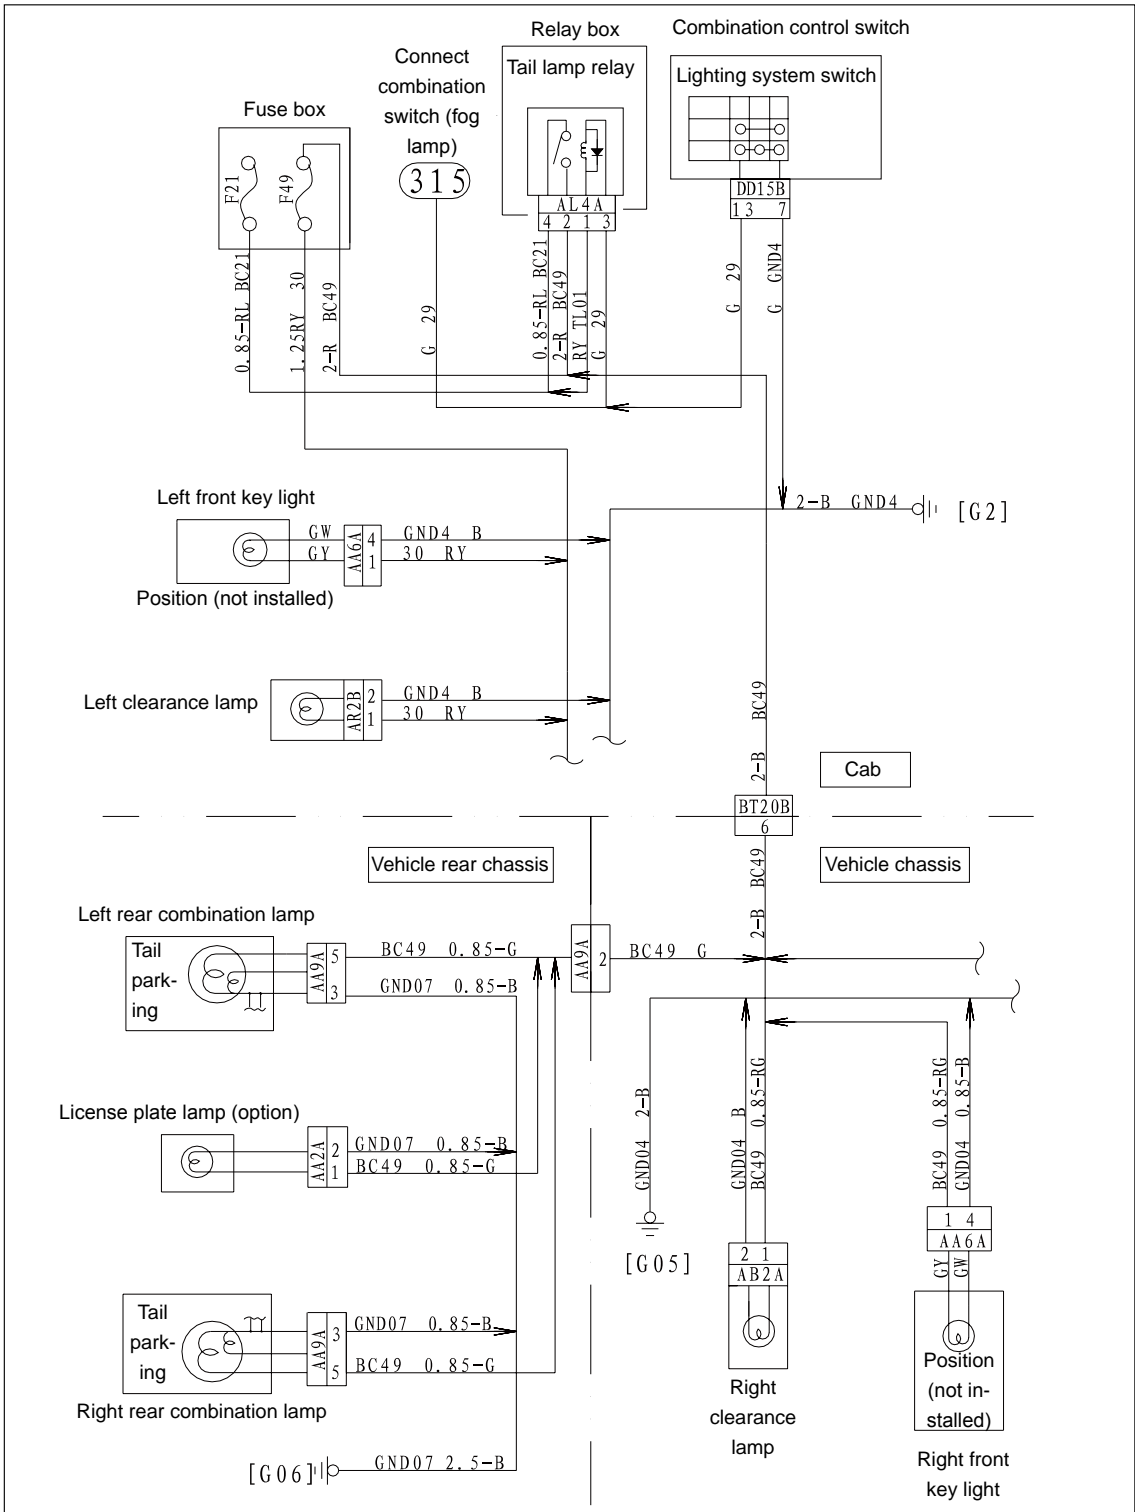 Relay box
Combination control switch
Connect
combination
switch (fog
lamp)
Tail lamp relay
Lighting system switch
Fuse box
315
F21
F49
AL4A
4 2 1 3
DD15B
13 7
0.85-RL BC21
1.25RY 30
2-R BC49
G 29
0.85-RL BC21
2-R BC49
RY TL01
G 29
G 29
G GND4
Left front key light
GW
GY
AA6A
4
1
GND4 B
30 RY
Position (not installed)
2-B GND4
[G2]
Left clearance lamp
AR2B
2
1
GND4 B
30 RY
2-B BC49
Cab
BT20B
6
Vehicle rear chassis
2-B BC49
Vehicle chassis
Left rear combination lamp
Tail
park-
ing
AA9A
5
3
BC49 0.85-G
GND07 0.85-B
AA9A
2
BC49 G
License plate lamp (option)
AA2A
2
1
GND07 0.85-B
BC49 0.85-G
GND04 2-B
[G05]
GND04 B
BC49 0.85-RG
2 1
AB2A
Right
clearance
lamp
BC49 0.85-RG
GND04 0.85-B
1 4
AA6A
GY
GW
Position
(not in-
stalled)
Right front
key light
Tail
park-
ing
AA9A
3
5
GND07 0.85-B
BC49 0.85-G
Right rear combination lamp
[G06]
GND07 2.5-B